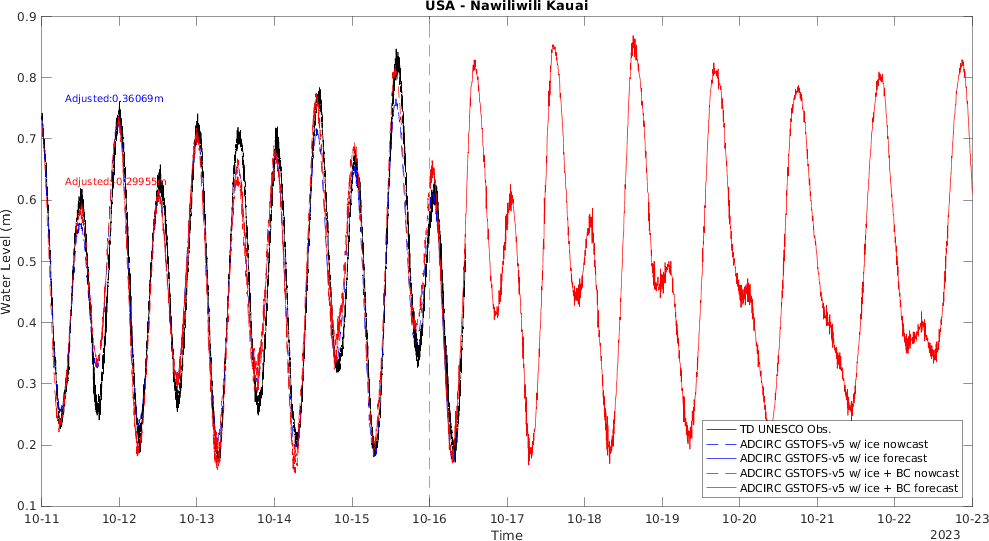 USA - Nawiliwili Kauai
0.9
0.8
0.7
0.6
0.5
0.4
0.3
0.2
0.1
Water Level (m)
Adjusted:0.36069m
Adjusted:-0.29955m
TD UNESCO Obs.
ADCIRC GSTOFS-v5 w/ ice nowcast
ADCIRC GSTOFS-v5 w/ ice forecast
ADCIRC GSTOFS-v5 w/ ice + BC nowcast
ADCIRC GSTOFS-v5 w/ ice + BC forecast
10-11 10-12 10-13 10-14 10-15 10-16 10-17 10-18 10-19 10-20 10-21 10-22 10-23
Time
2023